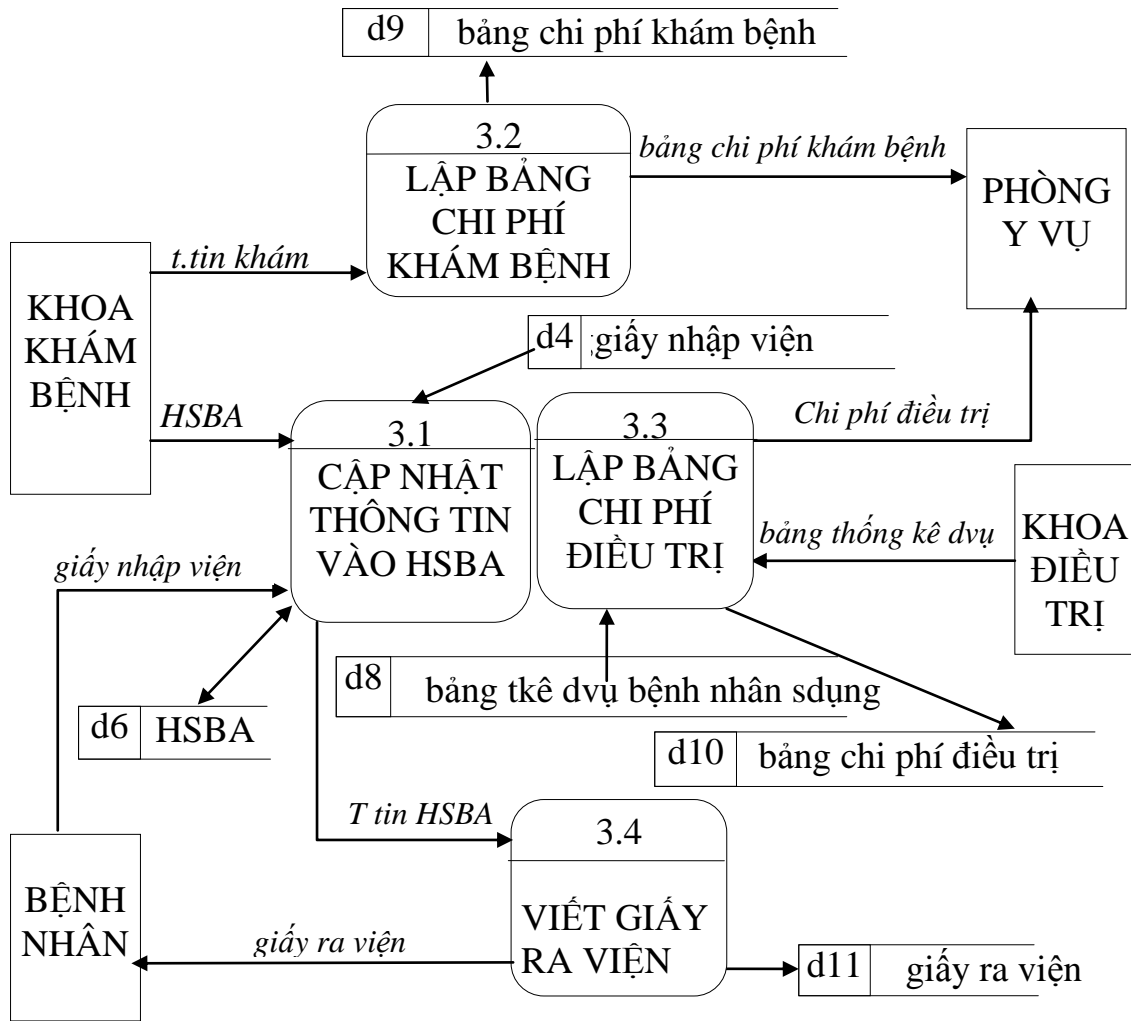 d9 bảng chi phí khám bệnh
3.2
LẬP BẢNG
CHI PHÍ
KHÁM BỆNH
bảng chi phí khám bệnh
PHÒNG
Y VỤ
t.tin khám
KHOA
KHÁM
BỆNH
d4 giấy nhập viện
HSBA
3.1
CẬP NHẬT
THÔNG TIN
VÀO HSBA
3.3
LẬP BẢNG
CHI PHÍ
ĐIỀU TRỊ
Chi phí điều trị
bảng thống kê dvụ
KHOA
ĐIỀU
TRỊ
giấy nhập viện
d8 bảng tkê dvụ bệnh nhân sdụng
d6 HSBA
d10 bảng chi phí điều trị
T tin HSBA
3.4
VIẾT GIẤY
RA VIỆN
BỆNH
NHÂN
giấy ra viện
d11 giấy ra viện